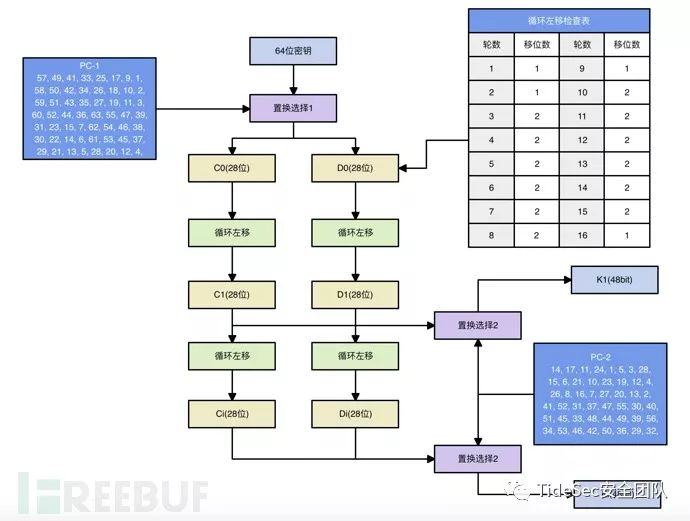 64位密钥
PC-1
57, 49, 41, 33, 25, 17, 9, 1,
58, 50, 42, 34, 26, 18, 10, 2,
59, 51, 43, 35, 27, 19, 11, 3,
60, 52, 44, 36, 63, 55, 47, 39,
31, 23, 15, 7, 62, 54, 46, 38,
30, 22, 14, 6, 61, 53, 45, 37,
29, 21, 13, 5, 28, 20, 12, 4,
置换选择1
循环左移检查表
轮数 移位数 轮数 移位数
1 1 9 1
2 1 10 2
3 2 11 2
4 2 12 2
5 2 13 2
6 2 14 2
7 2 15 2
8 2 16 1
C0(28位) D0(28位)
循环左移 循环左移
C1(28位) D1(28位)
K1(48bit)
置换选择2
循环左移 循环左移
PC-2
14, 17, 11, 24, 1, 5, 3, 28,
15, 6, 21, 10, 23, 19, 12, 4,
26, 8, 16, 7, 27, 20, 13, 2,
41, 52, 31, 37, 47, 55, 30, 40,
51, 45, 33, 48, 44, 49, 39, 56,
34, 53, 46, 42, 50, 36, 29, 32,
Ci(28位) Di(28位)
置换选择2
FREEBUF
TideSec安全团队